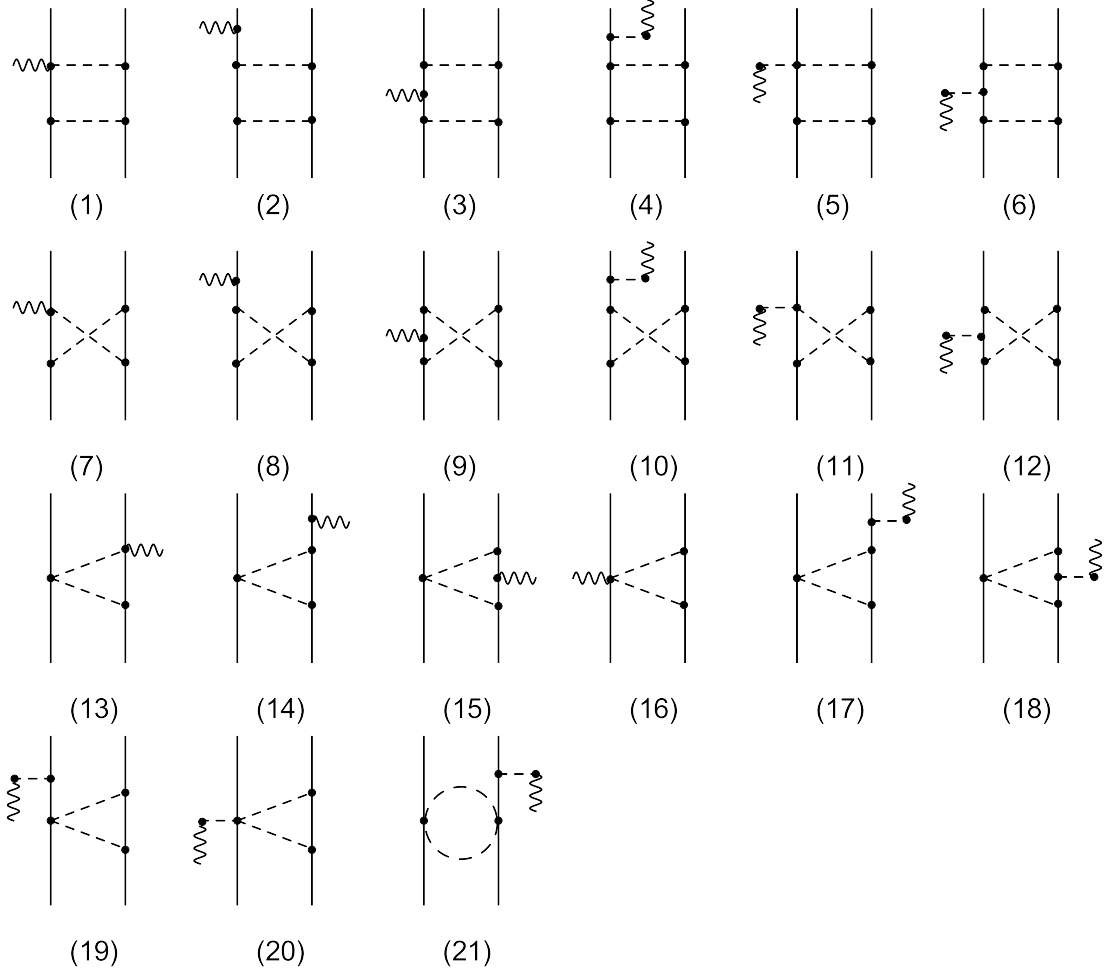 (1) (2) (3) (4) (5) (6)
(7) (8) (9) (10) (11) (12)
(13) (14) (15) (16) (17) (18)
(19) (20) (21)